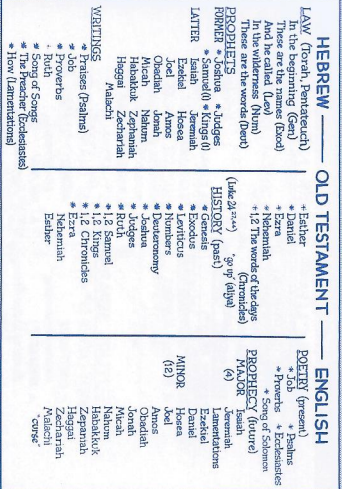 HEBREW — OLD TESTAMENT — ENGLISH
LAW (Torah, Pentateuch)
In the beginning (Gen)
These are the names (Exod)
And he called (Lev)
In the wilderness (Num)
These are the words (Deut)
PROPHETS
FORMER * Joshua * Judges
* Samuel(I) * Kings (I)
LATTER Isaiah Jeremiah
Ezekiel Hosea
Joel Amos
Obadiah Jonah
Micah Nahum
Habakkuk Zephaniah
Haggai Zechariah
Malachi
WRITINGS
* Praises (Psalms)
* Job
* Proverbs
+ Ruth
* Song of Songs
* The Preacher (Ecclesiastes)
* How (Lamentations)
+ Esther
* Daniel
+ Ezra
+ Nehemiah
+ 1,2 The words of the days
(Chronicles)
(Luke 24 27,44) "go up" (aliya)
HISTORY (past)
* Genesis
* Exodus
* Leviticus
* Numbers
* Deuteronomy
* Joshua
* Judges
* Ruth
* 1,2 Samuel
* 1,2 Kings
* 1,2 Chronicles
* Ezra
Nehemiah
Esther
POETRY (present)
* Job * Psalms
* Proverbs * Ecclesiastes
* Song of Solomon
PROPHECY (future)
MAJOR Isaiah
(4) Jeremiah
Lamentations
Ezekiel
Daniel
MINOR Hosea
(12) Joel
Amos
Obadiah
Jonah
Micah
Nahum
Habakkuk
Zepaniah
Haggai
Zechariah
Malachi
"curse"